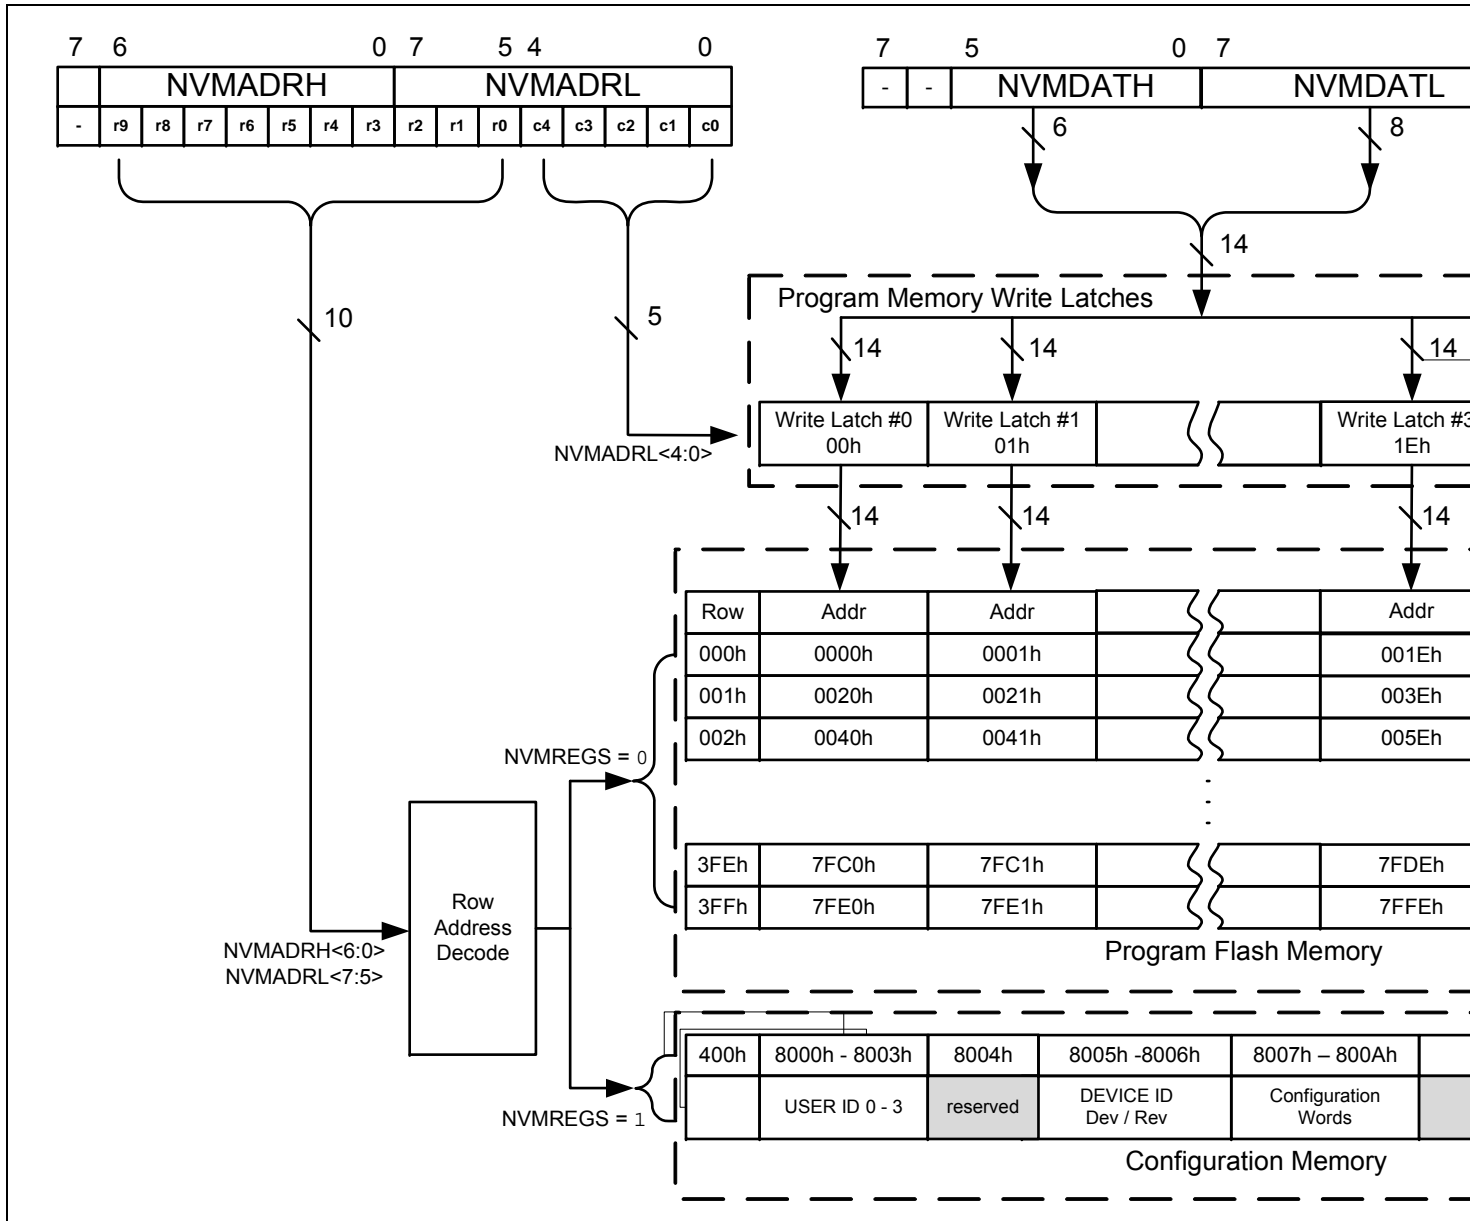 7 6 0 7 5 4 0 7 5 0 7
NVMADRH NVMADRL - - NVMDATH NVMDATL
- r9 r8 r7 r6 r5 r4 r3 r2 r1 r0 c4 c3 c2 c1 c0
6 8
14
Program Memory Write Latches
10 5
14 14 14
Write Latch #0 Write Latch #1 Write Latch #3
00h 01h 1Eh
NVMADRL<4:0>
14 14 14
Row Addr Addr Addr
000h 0000h 0001h 001Eh
001h 0020h 0021h 003Eh
002h 0040h 0041h 005Eh
NVMREGS = 0
3FEh 7FC0h 7FC1h 7FDEh
3FFh 7FE0h 7FE1h 7FFEh
Row
Address
Decode
NVMADRH<6:0>
NVMADRL<7:5>
Program Flash Memory
400h 8000h - 8003h 8004h 8005h -8006h 8007h – 800Ah
USER ID 0 - 3 reserved DEVICE ID Configuration
Dev / Rev Words
NVMREGS = 1
Configuration Memory